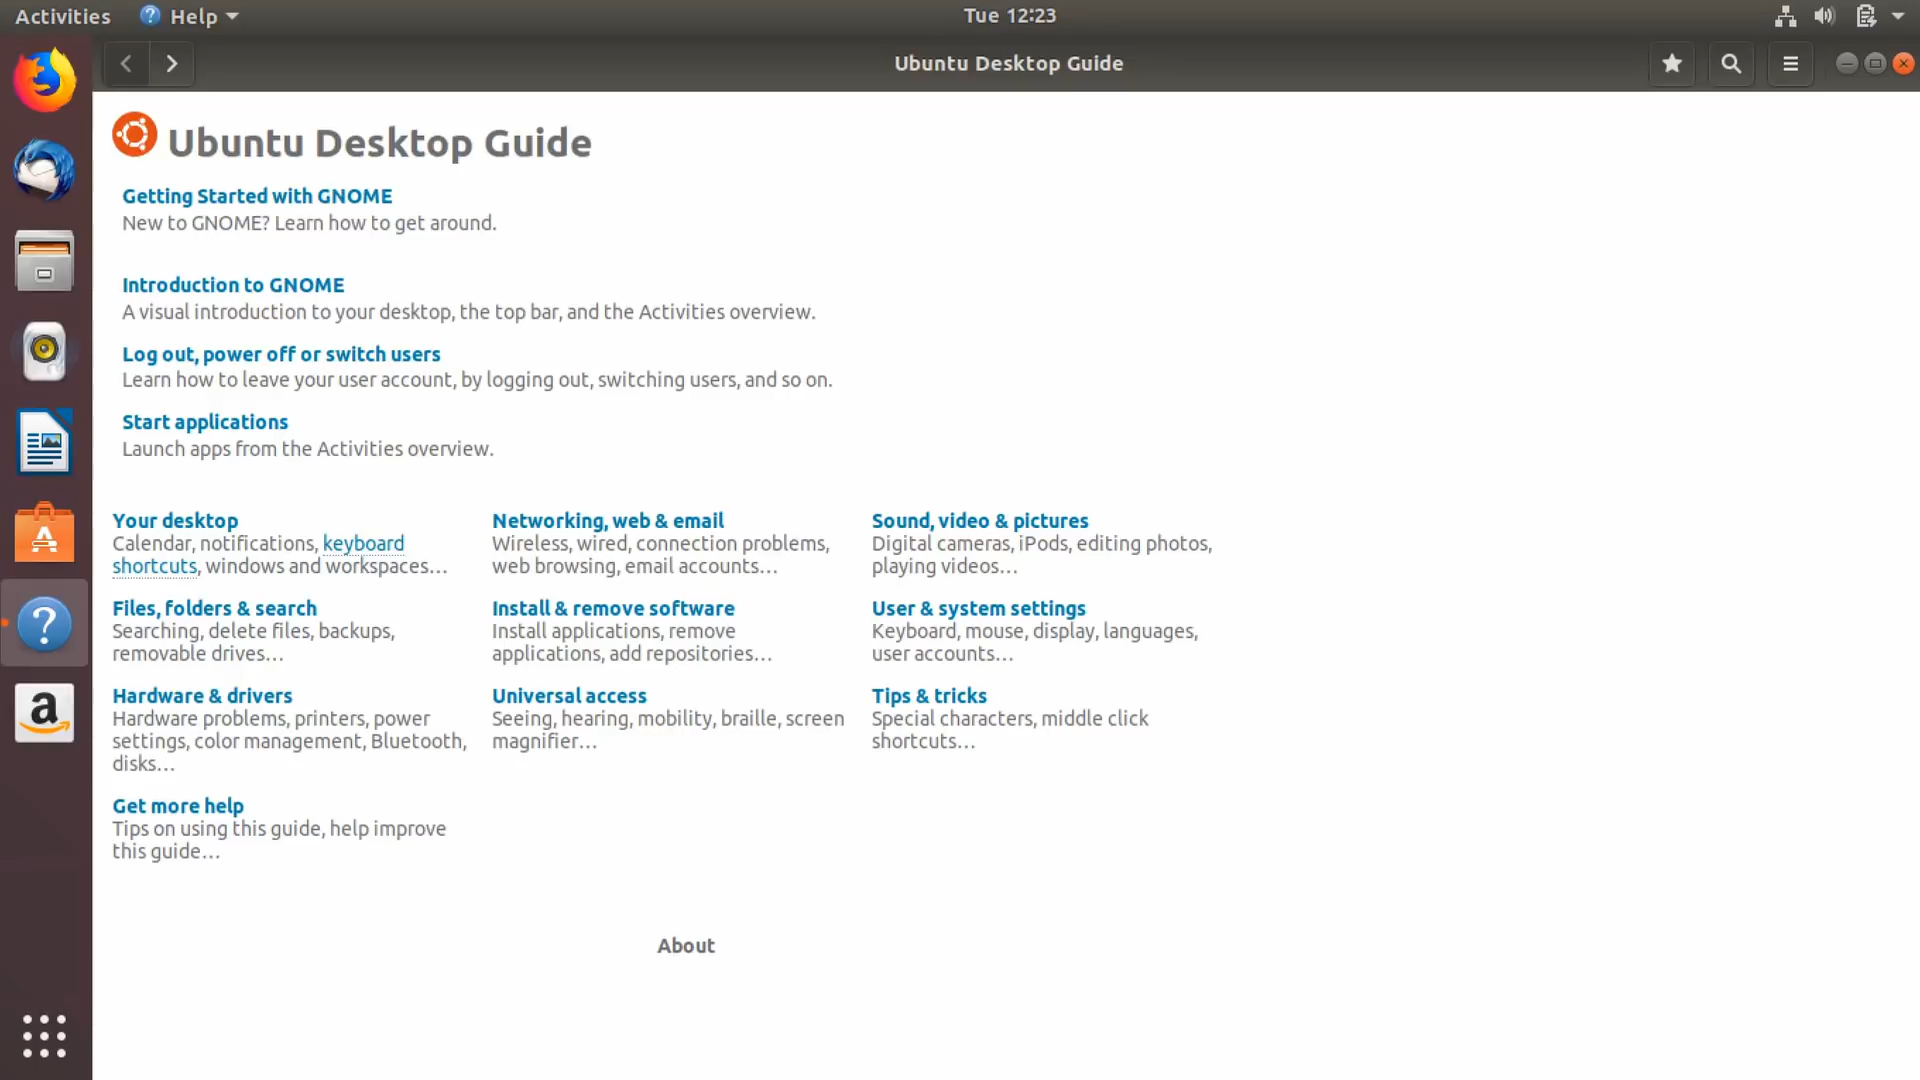 Activities Help Tue 12:23
Ubuntu Desktop Guide
Ubuntu Desktop Guide
Getting Started with GNOME
New to GNOME? Learn how to get around.
Introduction to GNOME
A visual introduction to your desktop, the top bar, and the Activities overview.
Log out, power off or switch users
Learn how to leave your user account, by logging out, switching users, and so on.
Start applications
Launch apps from the Activities overview.
Your desktop
Calendar, notifications, keyboard
shortcuts, windows and workspaces…
Networking, web & email
Wireless, wired, connection problems,
web browsing, email accounts…
Sound, video & pictures
Digital cameras, iPods, editing photos,
playing videos…
Files, folders & search
Searching, delete files, backups,
removable drives…
Install & remove software
Install applications, remove
applications, add repositories…
User & system settings
Keyboard, mouse, display, languages,
user accounts…
Hardware & drivers
Hardware problems, printers, power
settings, color management, Bluetooth,
disks…
Universal access
Seeing, hearing, mobility, braille, screen
magnifier…
Tips & tricks
Special characters, middle click
shortcuts…
Get more help
Tips on using this guide, help improve
this guide…
About